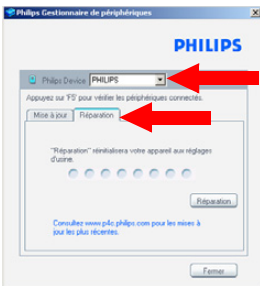 Philips Gestionnaire de périphériques
PHILIPS
Philips Device PHILIPS
Appuyez sur 'F5' pour vérifier les périphériques connectés.
Mise à jour Réparation
"Réparation" réinitialisera votre appareil aux réglages
d'usine.
Réparation
Consultez www.p4c.philips.com pour les mises à
jour les plus récentes.
Fermer